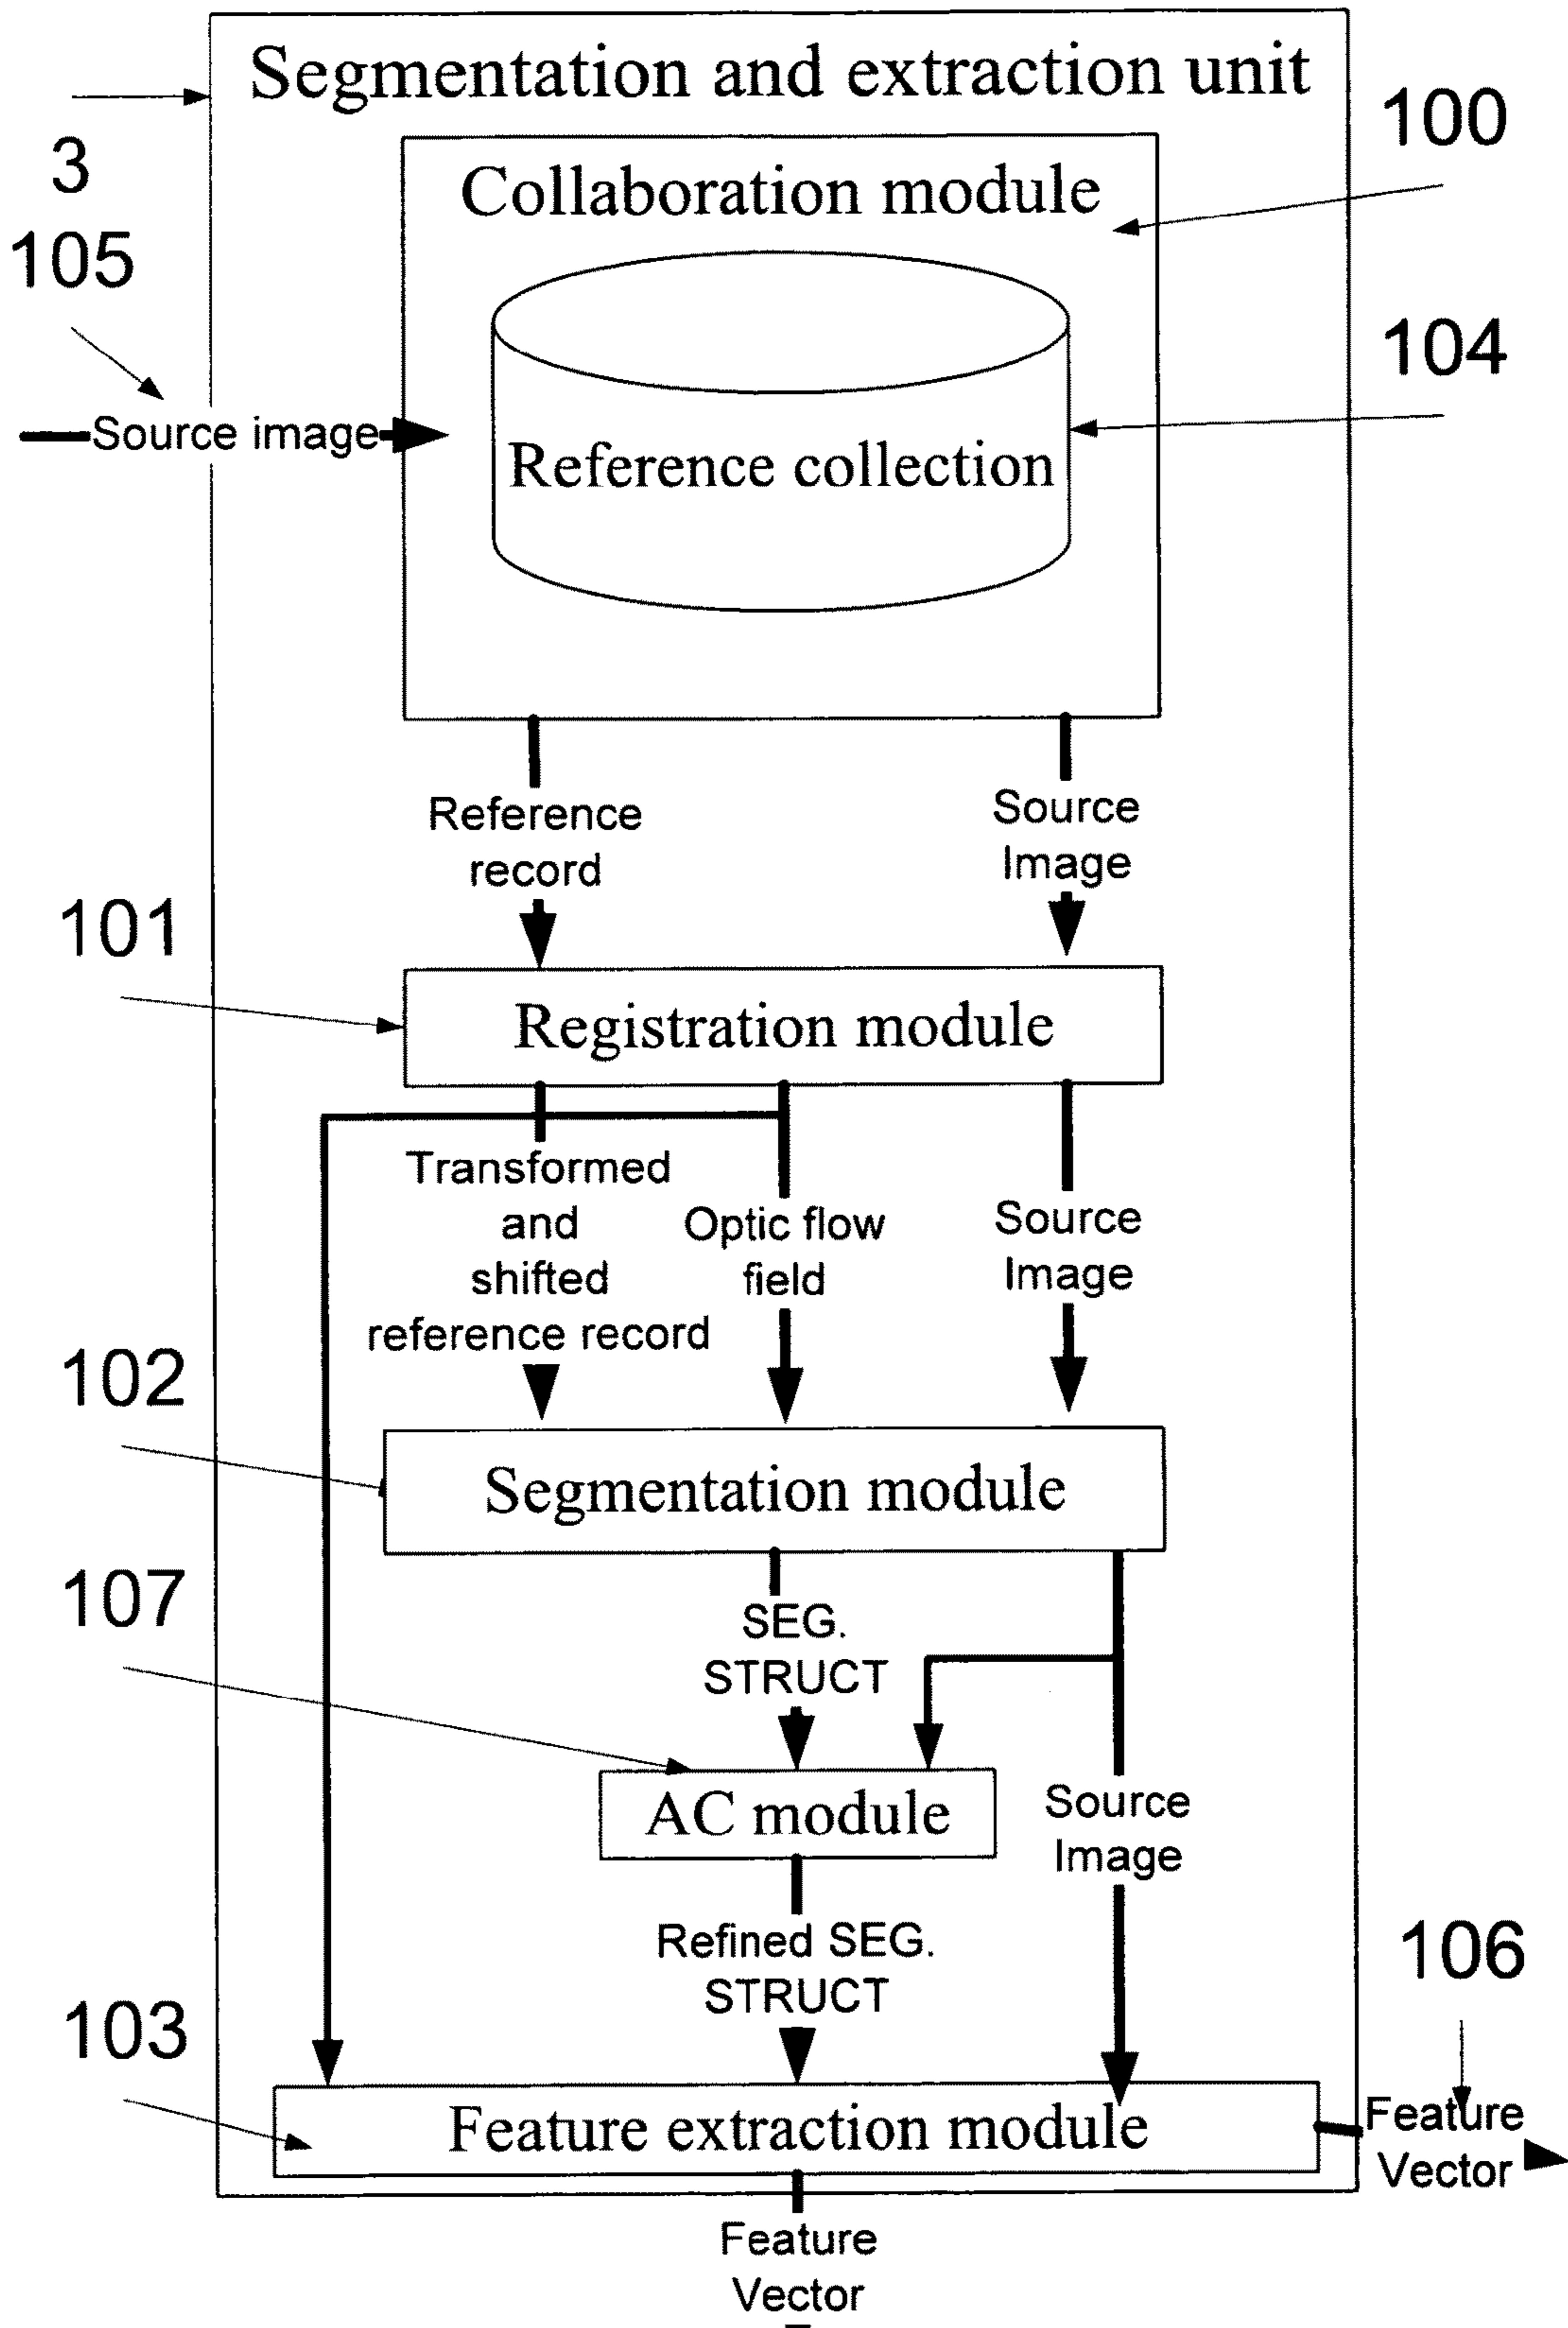 Segmentation and extraction unit
3
100
Collaboration module
105
104
Source image
Reference collection
Reference
record
Source
Image
101
Registration module
Transformed
and
shifted
reference record
Optic flow
field
Source
Image
102
Segmentation module
107
SEG.
STRUCT
AC module
Source
Image
Refined SEG.
STRUCT
106
103
Feature extraction module
Feature
Vector
Feature
Vector